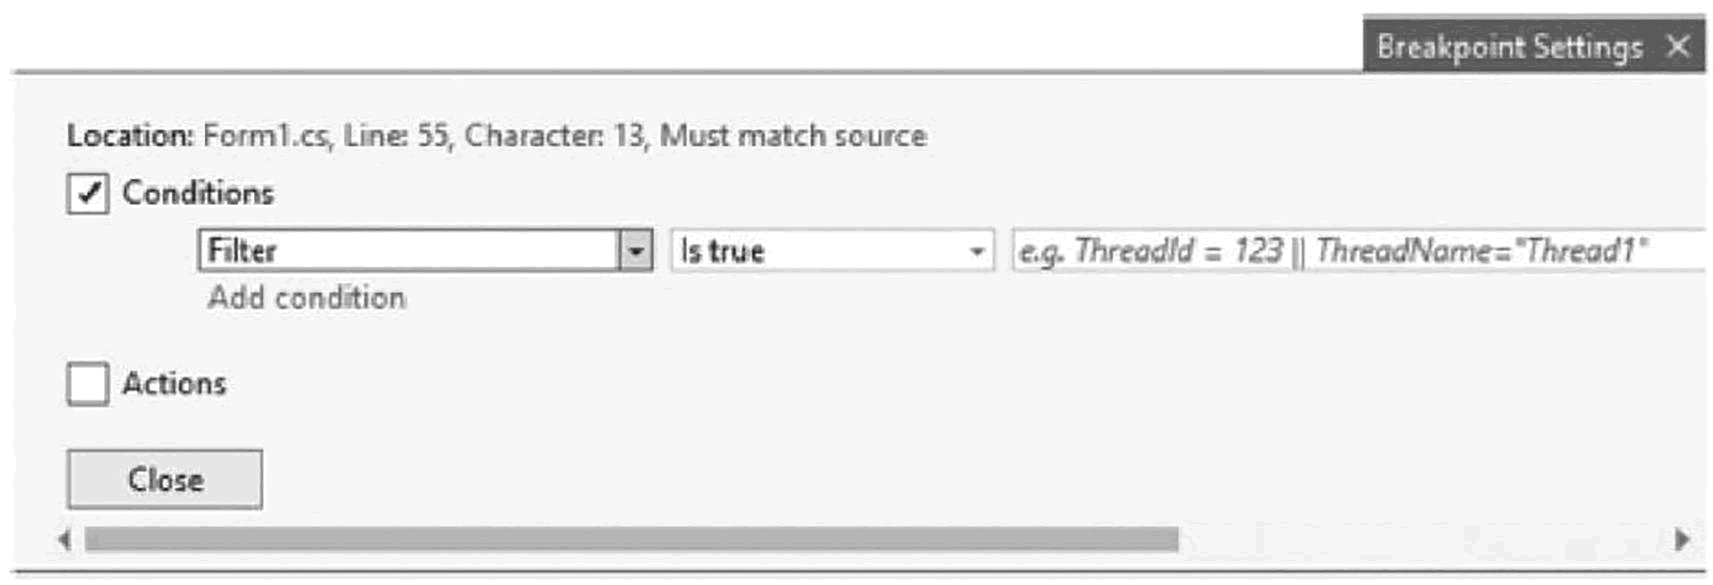 Breakpoint Settings
Location: Form1.cs, Line: 55, Character: 13, Must match source
Conditions
Filter Is true e.g. ThreadId = 123 || ThreadName="Thread1"
Add condition
Actions
Close